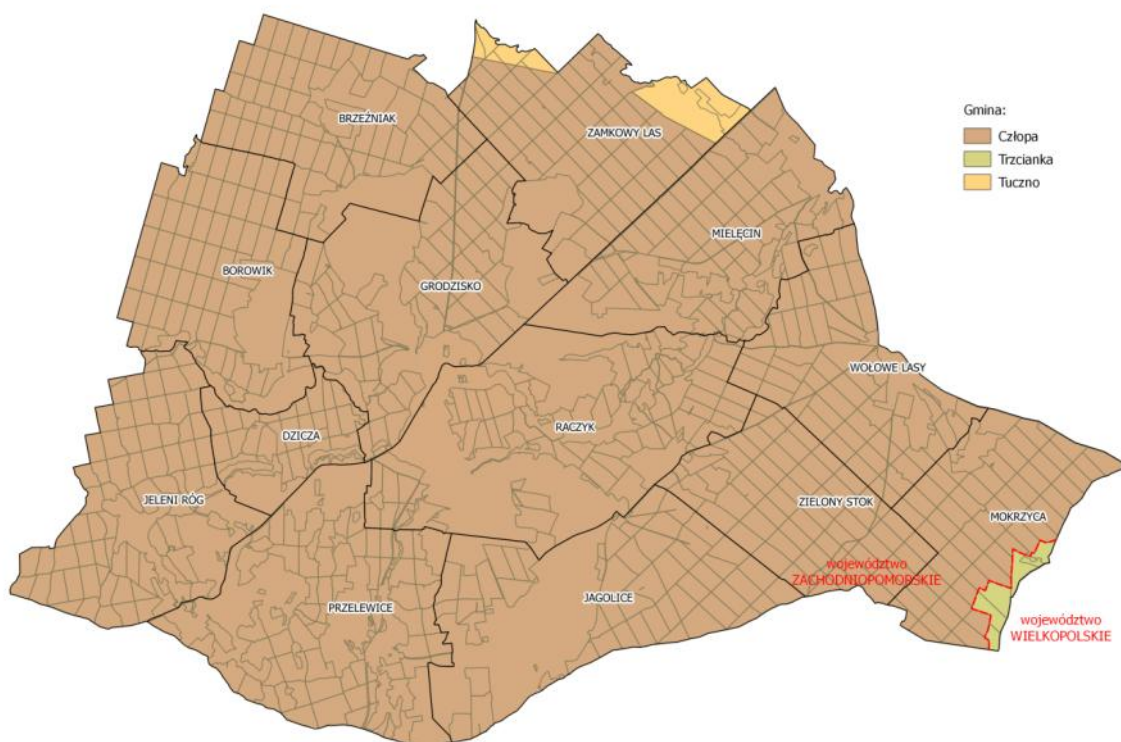 Gmina:
Człopa
Trzcianka
Tuczno
BRZEŹNIAK
ZAMKOWY LAS
MIELĘCIN
BOROWIK
GRODZISKO
WOŁOWE LASY
RACZYK
DZICZA
JELENI RÓG
ZIELONY STOK
MOKRZYCA
województwo
ZACHODNIOPOMORSKIE
JAGOLICE
PRZELEWICE
województwo
WIELKOPOLSKIE